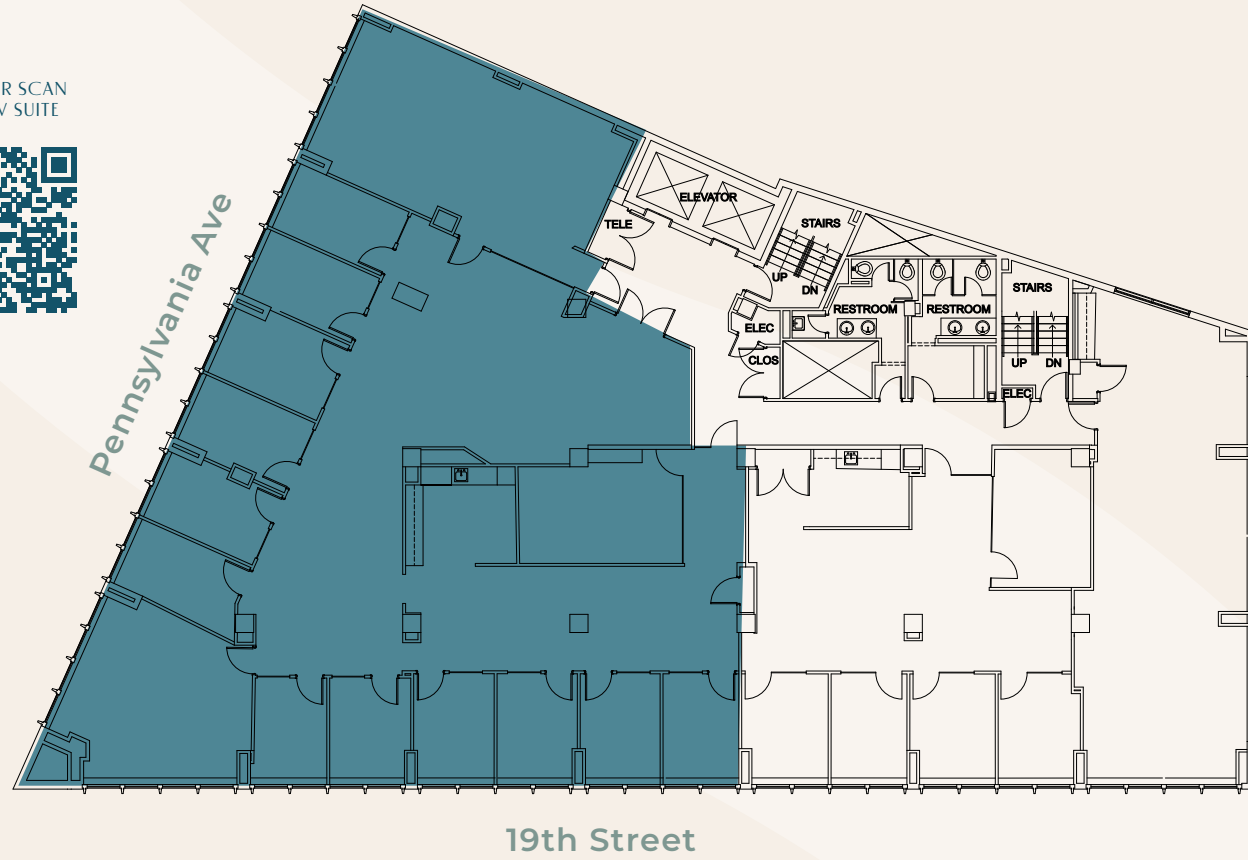 SCAN
SUITE
Pennsylvania Ave
ELEVATOR
TELE
STAIRS
UP
DN
RESTROOM
RESTROOM
STAIRS
ELEC
CLOS
UP
DN
ELEC
19th Street